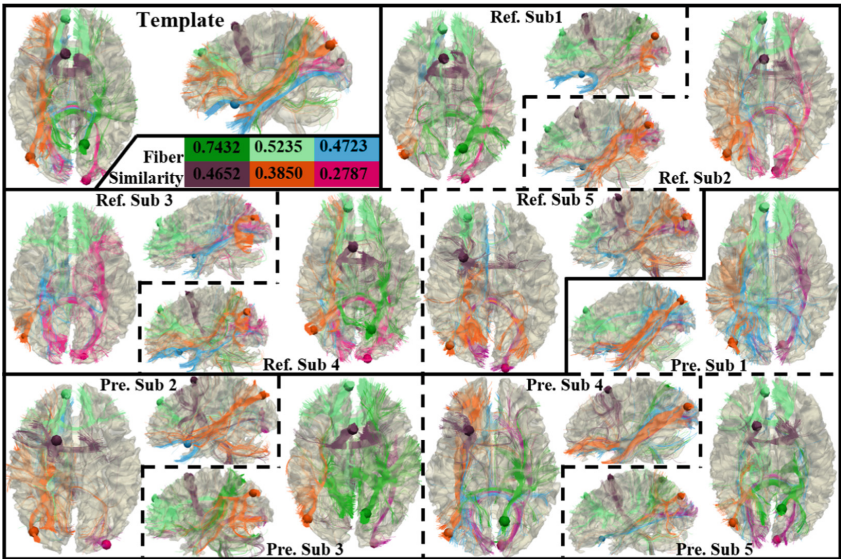 Template
Ref. Sub1
Fiber Similarity
0.7432 0.5235 0.4723
0.4652 0.3850 0.2787
Ref. Sub2
Ref. Sub 3
Ref. Sub 5
Ref. Sub 4
Pre. Sub 1
Pre. Sub 2
Pre. Sub 4
Pre. Sub 3
Pre. Sub 5